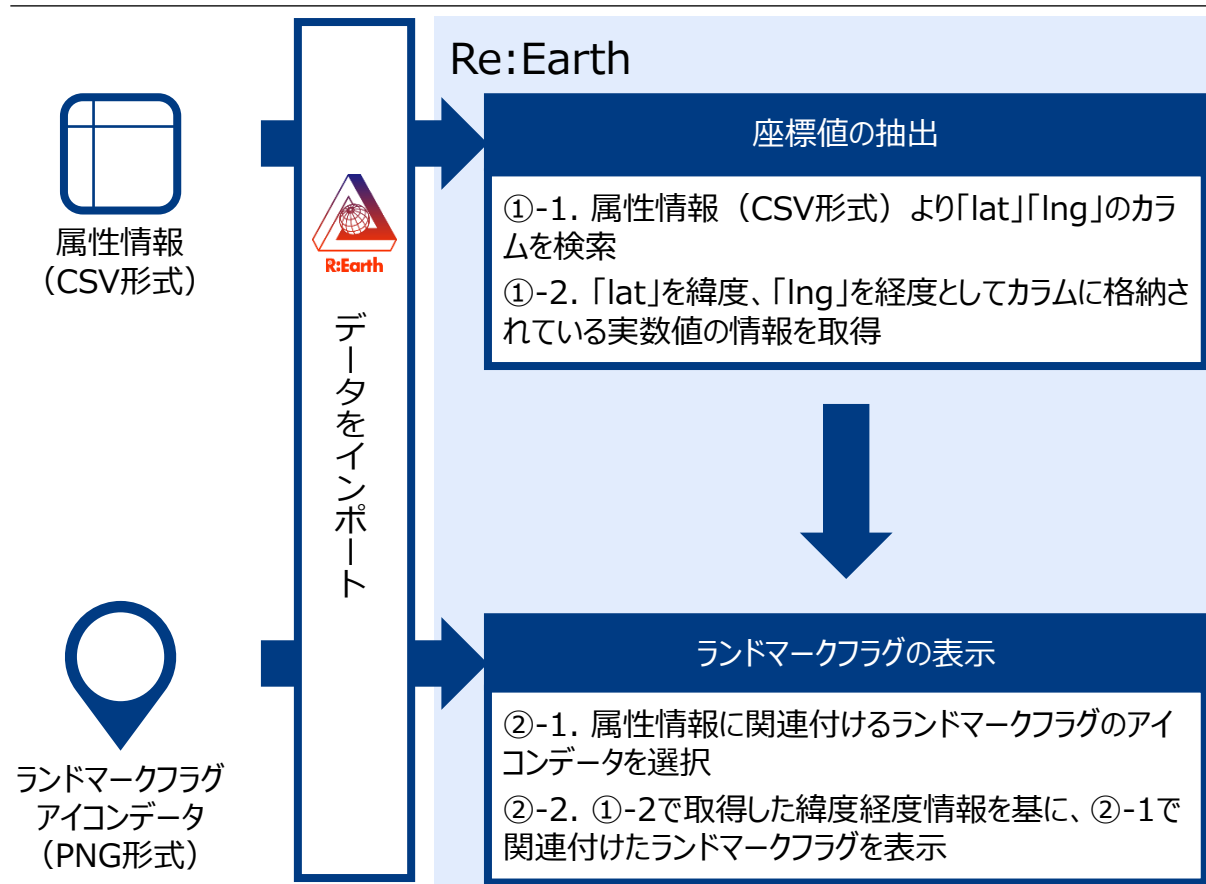 属性情報
（CSV形式）
ランドマークフラグ
アイコンデータ
（PNG形式）
R:Earth
データをインポート
Re:Earth
座標値の抽出
①-1. 属性情報（CSV形式）より「lat」「lng」のカラ
ムを検索
①-2. 「lat」を緯度、「lng」を経度としてカラムに格納さ
れている実数値の情報を取得
ランドマークフラグの表示
②-1. 属性情報に関連付けるランドマークフラグのアイ
コンデータを選択
②-2. ①-2で取得した緯度経度情報を基に、②-1で
関連付けたランドマークフラグを表示